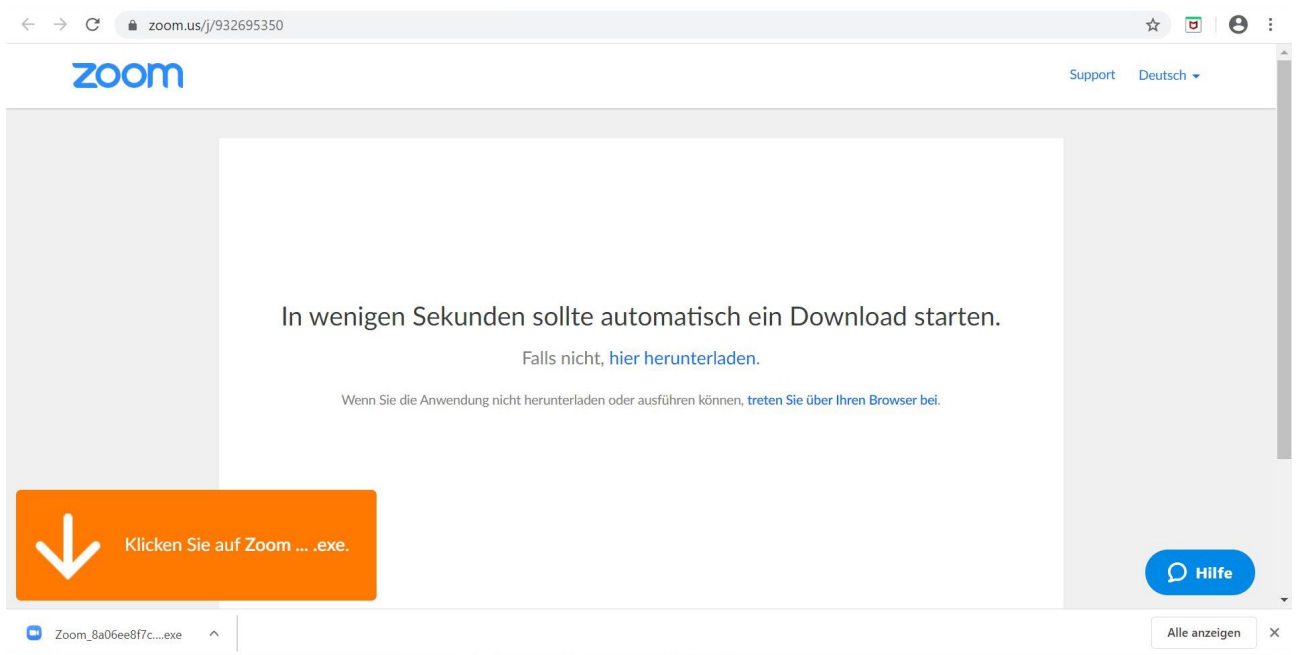 zoom.us/j/932695350
zoom
Support Deutsch
In wenigen Sekunden sollte automatisch ein Download starten.
Falls nicht, hier herunterladen.
Wenn Sie die Anwendung nicht herunterladen oder ausführen können, treten Sie über Ihren Browser bei.
Klicken Sie auf Zoom ... .exe.
Hilfe
Zoom_8a06ee8f7c....exe
Alle anzeigen